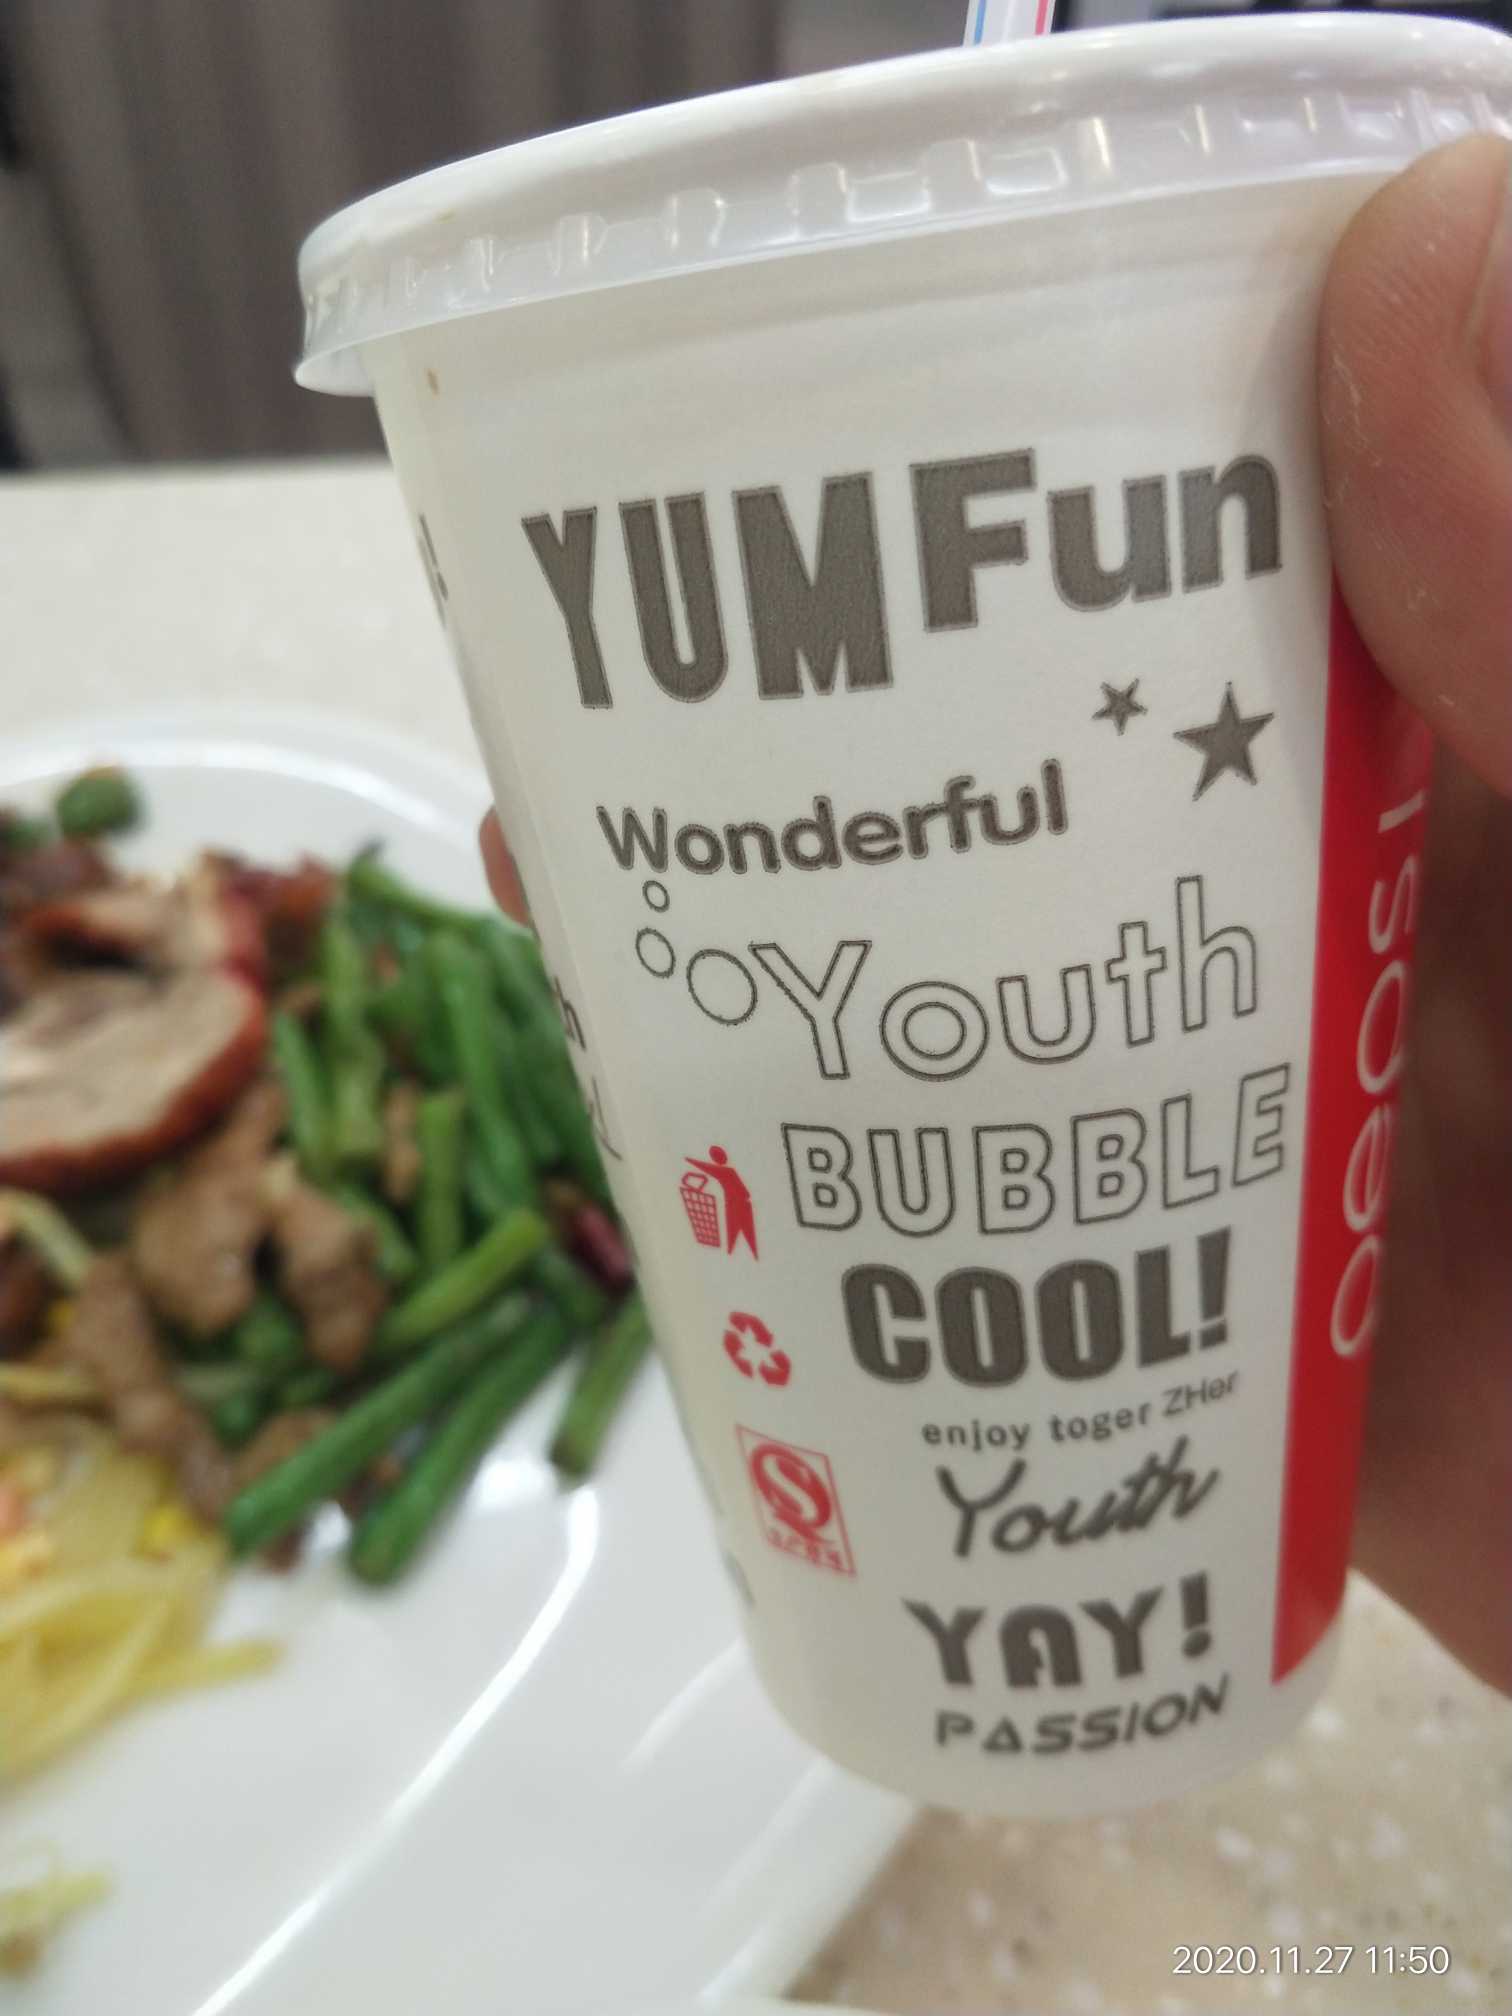 YUM Fun
Wonderful
Youth
BUBBLE
COOL!
enjoy toger ZHer
Youth
YAY!
PASSION
2020.11.27 11:50